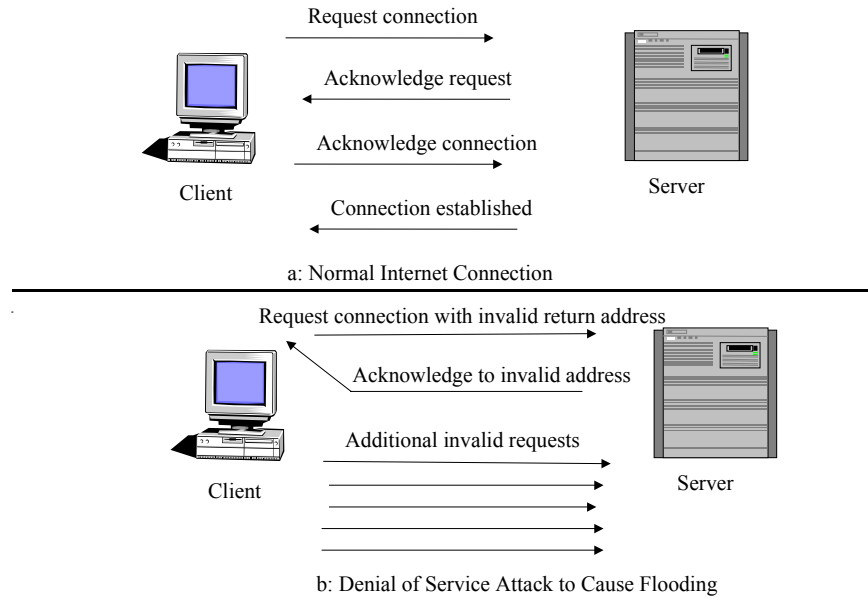 Request connection
Acknowledge request
Acknowledge connection
Client
Server
Connection established
a: Normal Internet Connection
Request connection with invalid return address
Acknowledge to invalid address
Additional invalid requests
Client
Server
b: Denial of Service Attack to Cause Flooding